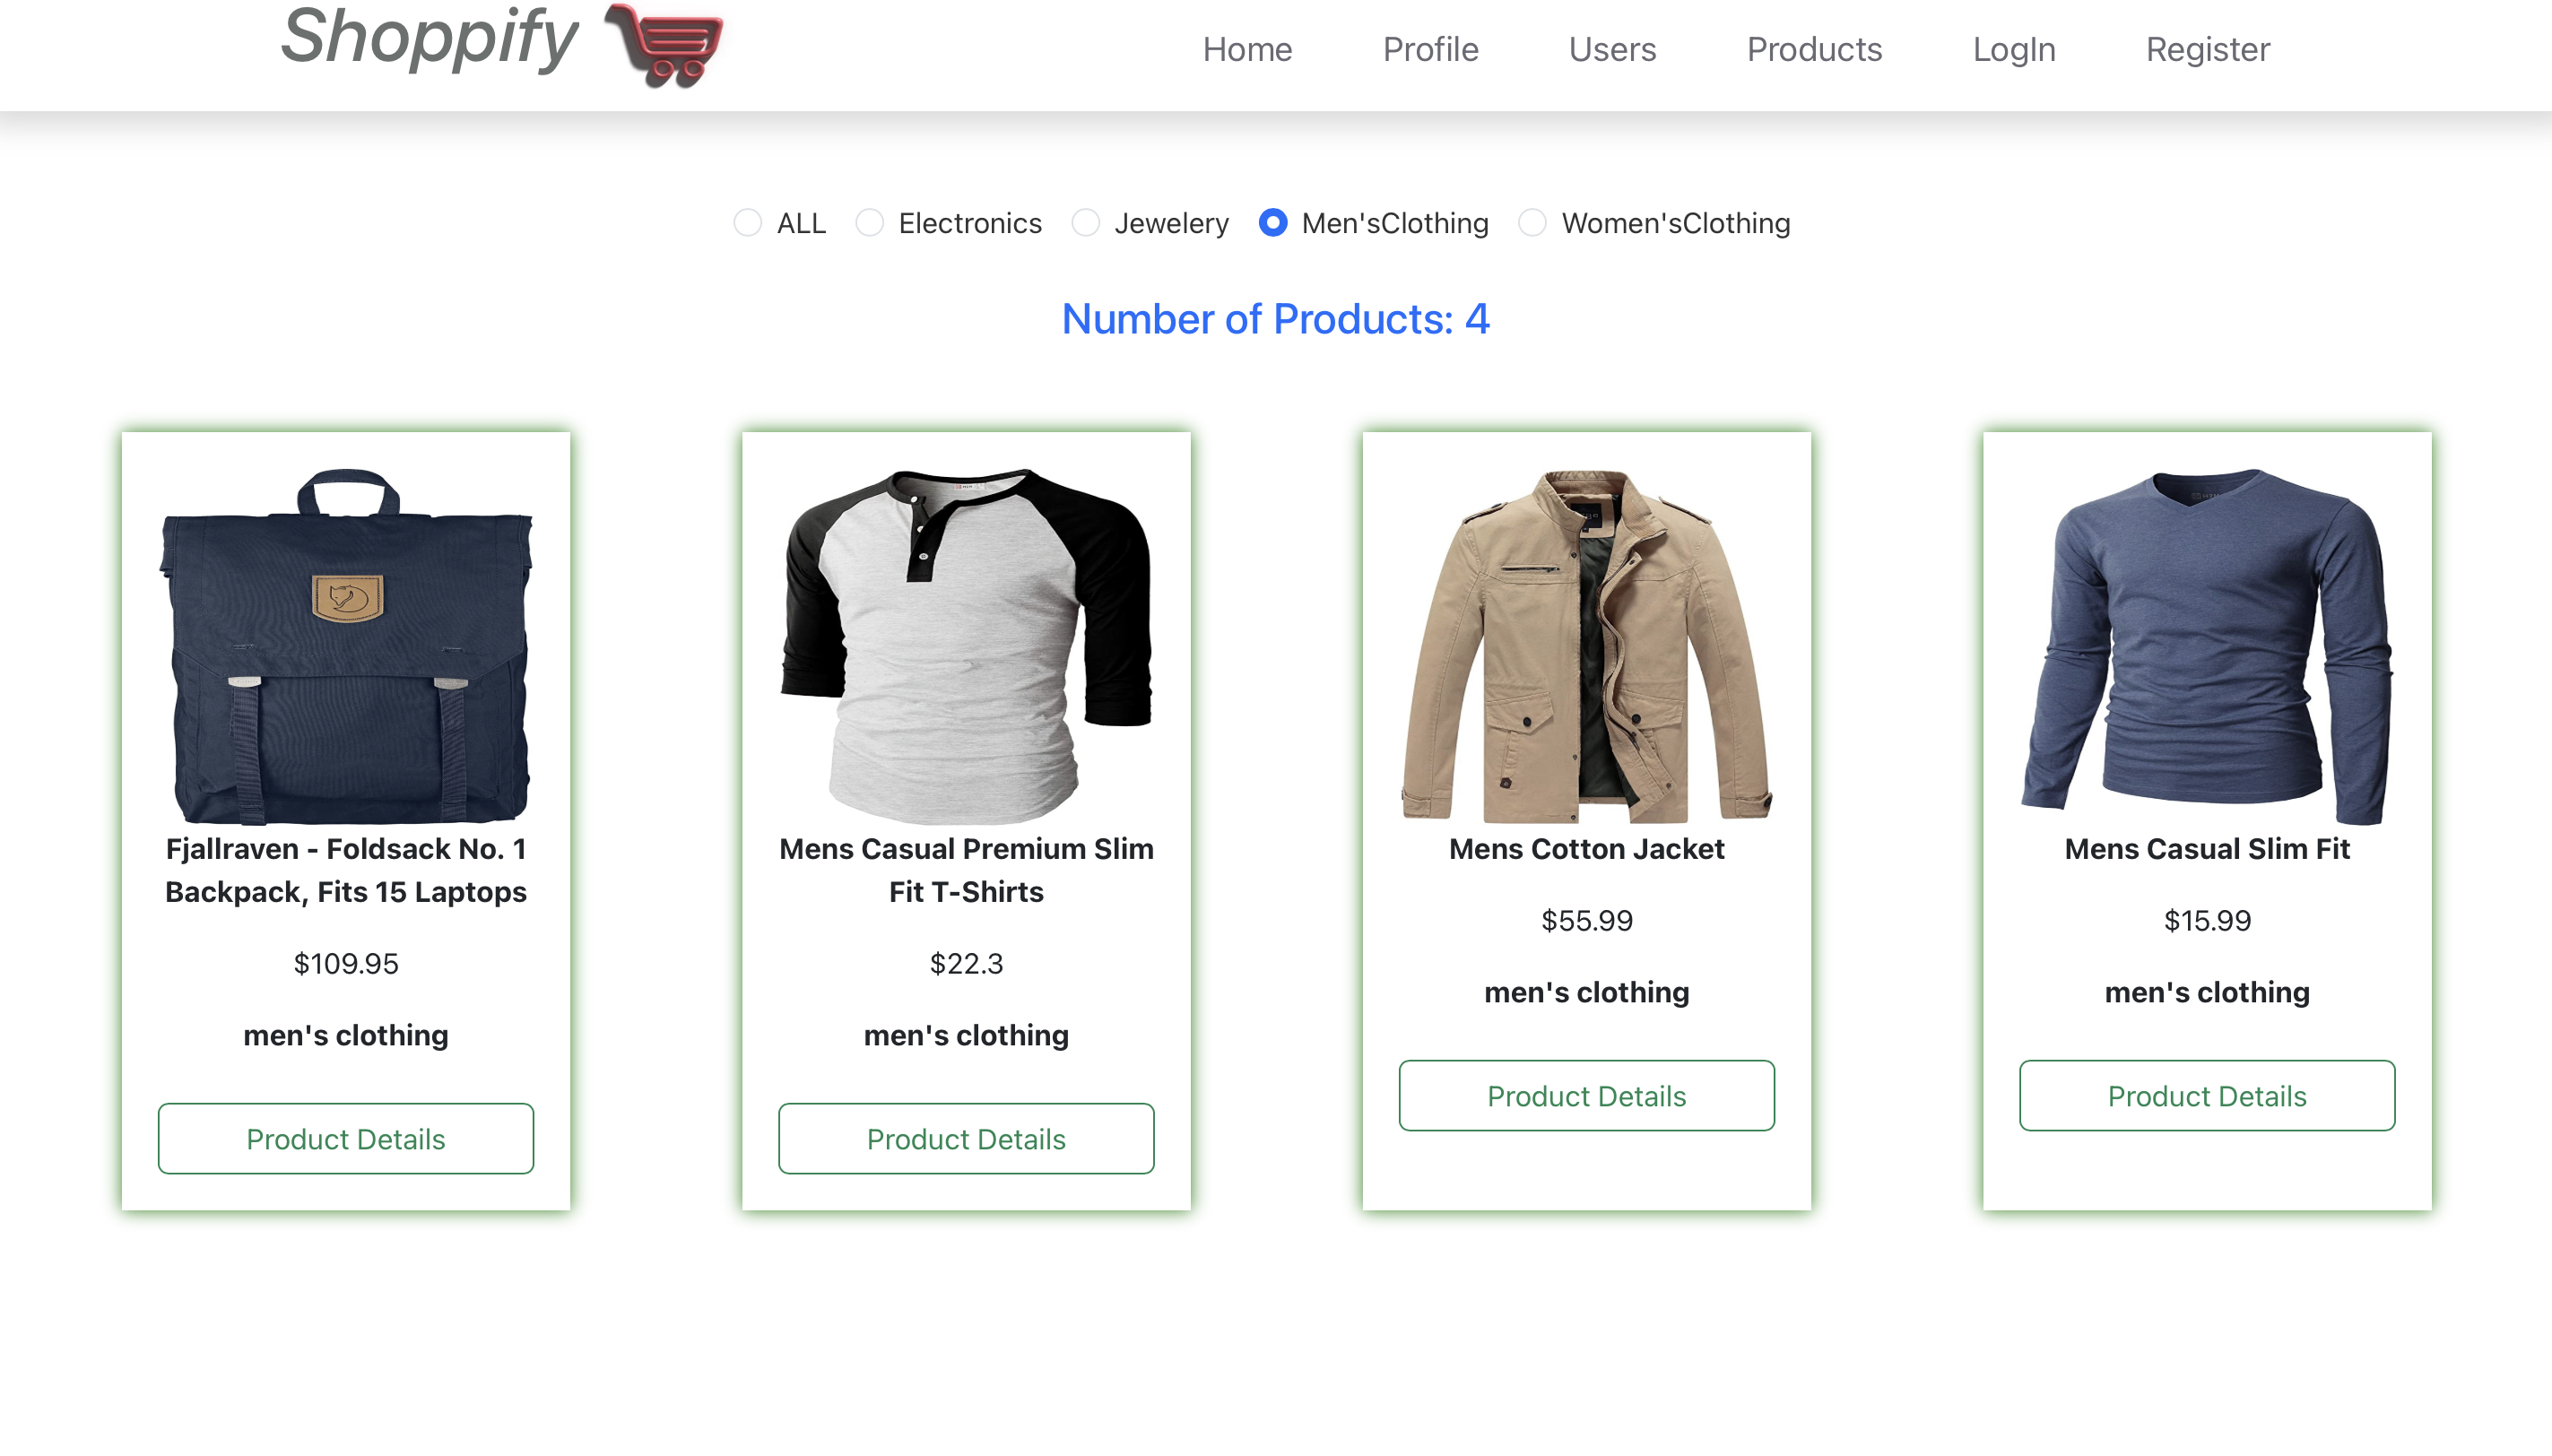 Shoppify
Home Profile Users Products LogIn Register
ALL Electronics Jewelery Men'sClothing Women'sClothing
Number of Products: 4
Fjallraven - Foldsack No. 1
Backpack, Fits 15 Laptops
$109.95
men's clothing
Product Details
Mens Casual Premium Slim
Fit T-Shirts
$22.3
men's clothing
Product Details
Mens Cotton Jacket
$55.99
men's clothing
Product Details
Mens Casual Slim Fit
$15.99
men's clothing
Product Details